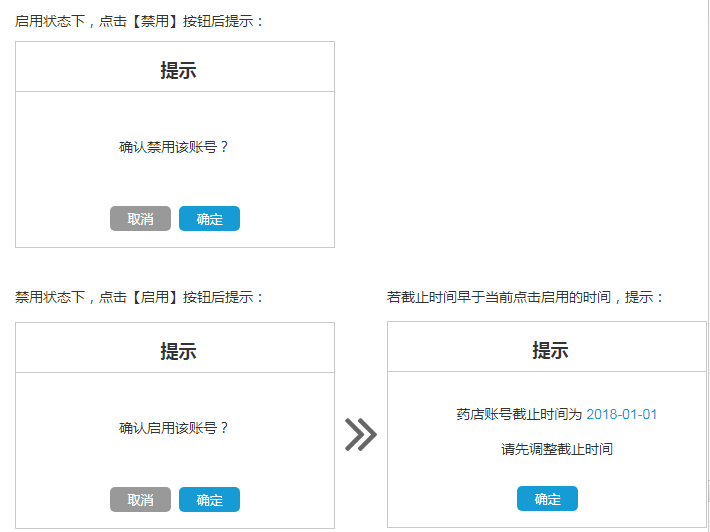 启用状态下，点击【禁用】按钮后提示：
提示
确认禁用该账号？
取消
确定
禁用状态下，点击【启用】按钮后提示：
提示
确认启用该账号？
取消
确定
若截止时间早于当前点击启用的时间，提示：
提示
药店账号截止时间为 2018-01-01
请先调整截止时间
确定